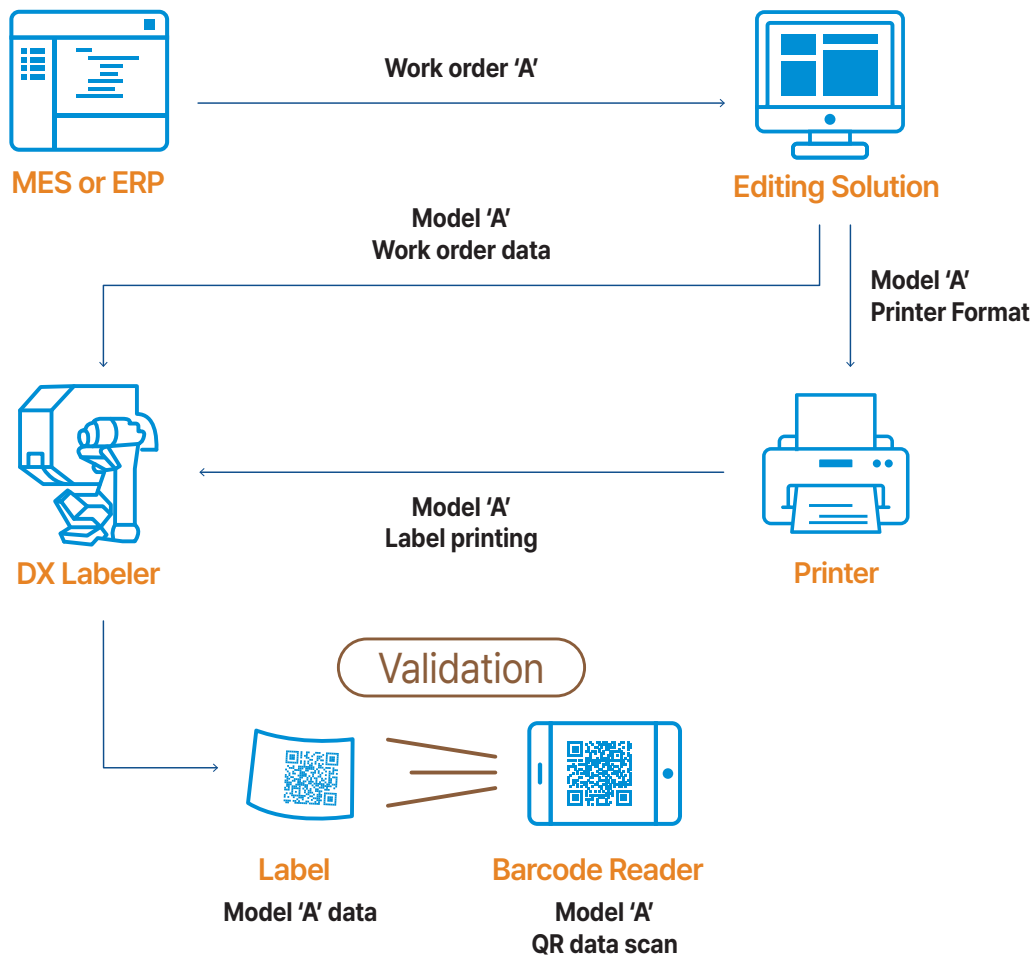 Work order ‘A’
MES or ERP
Editing Solution
Model ‘A’
Work order data
Model ‘A’
Printer Format
Model ‘A’
Label printing
DX Labeler
Printer
Validation
Label
Barcode Reader
Model ‘A’ data
Model ‘A’
QR data scan